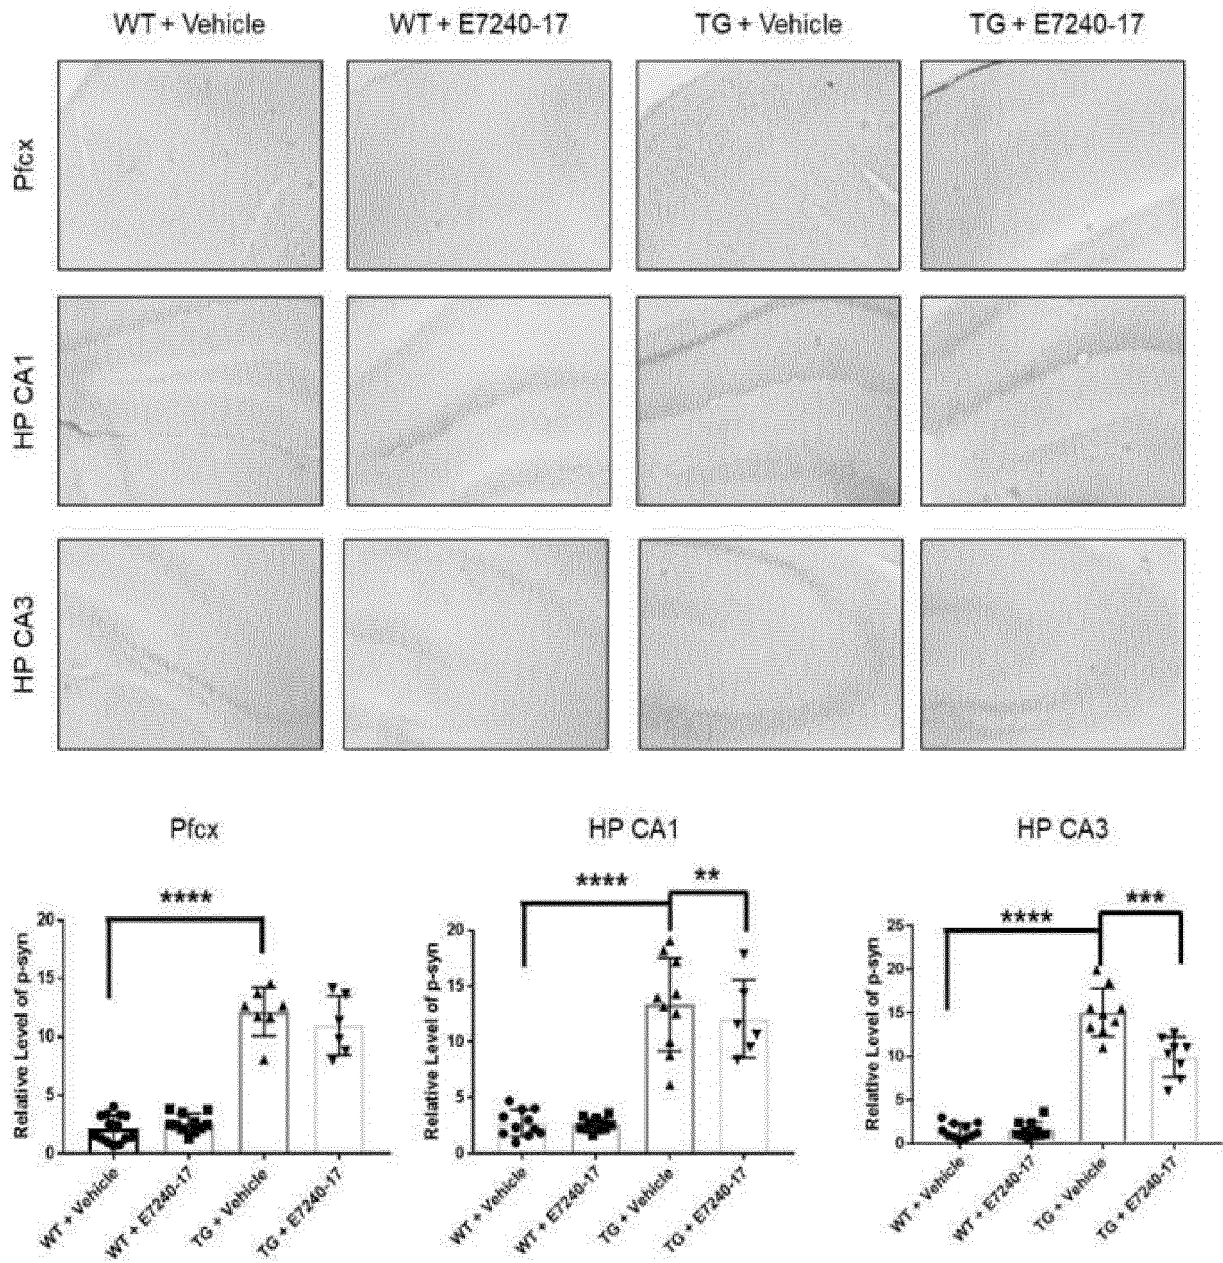 WT + Vehicle WT + E7240-17 TG + Vehicle TG + E7240-17
Pfcx
HP CA1
HP CA3
Pfcx
****
20
15
10
5
0
Relative Level of p-syn
WT + Vehicle
WT + E7240-17
TG + Vehicle
TG + E7240-17
HP CA1
**** **
20
15
10
5
0
Relative Level of p-syn
WT + Vehicle
WT + E7240-17
TG + Vehicle
TG + E7240-17
HP CA3
**** ***
25
20
15
10
5
0
Relative Level of p-syn
WT + Vehicle
WT + E7240-17
TG + Vehicle
TG + E7240-17